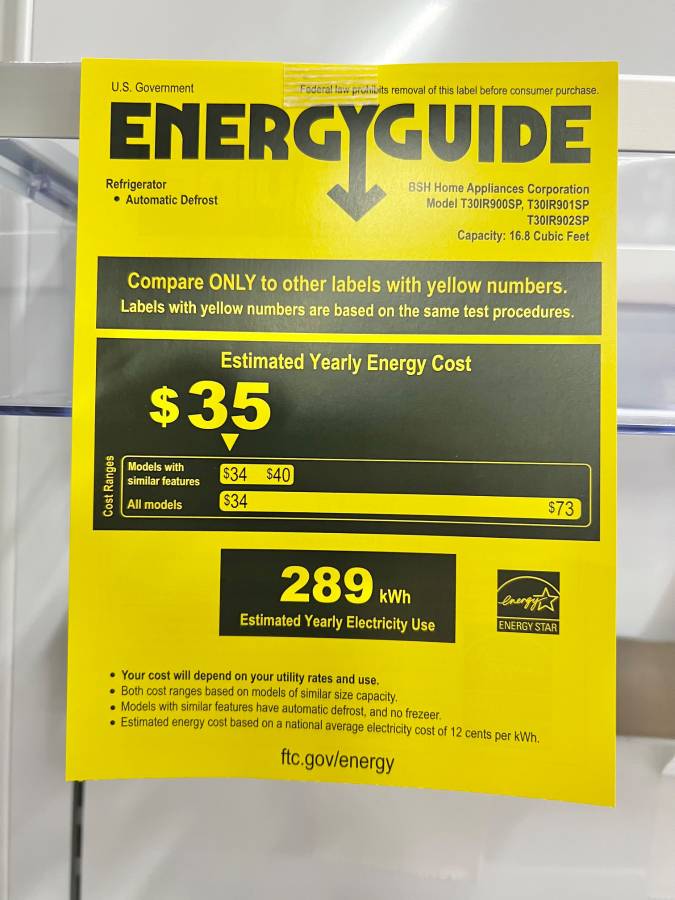 U.S. Government
Federal law prohibits removal of this label before consumer purchase.
ENERGYGUIDE
Refrigerator
• Automatic Defrost
BSH Home Appliances Corporation
Model T30IR900SP, T30IR901SP
T30IR902SP
Capacity: 16.8 Cubic Feet
Compare ONLY to other labels with yellow numbers.
Labels with yellow numbers are based on the same test procedures.
Estimated Yearly Energy Cost
$35
Cost Ranges
Models with
similar features
$34 $40
All models
$34 $73
289 kWh
Estimated Yearly Electricity Use
energy
ENERGY STAR
• Your cost will depend on your utility rates and use.
• Both cost ranges based on models of similar size capacity.
• Models with similar features have automatic defrost, and no frezeer.
• Estimated energy cost based on a national average electricity cost of 12 cents per kWh.
ftc.gov/energy